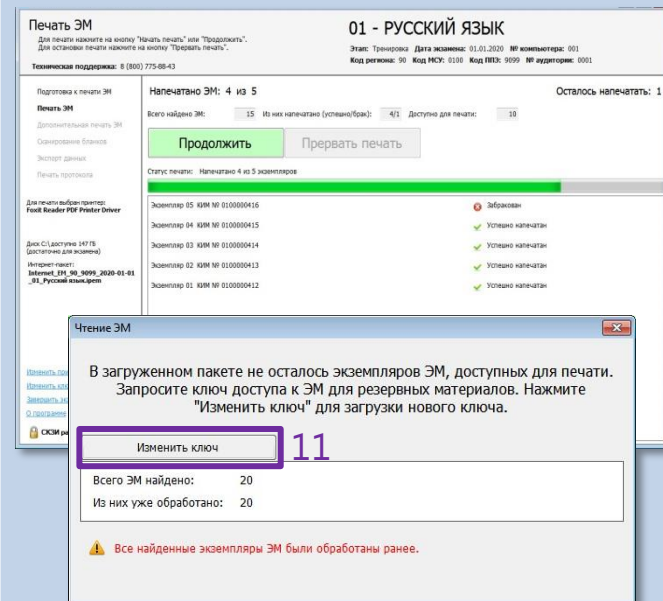 Печать ЭМ
Для печати нажмите на кнопку "Начать печать" или "Продолжить".
Для остановки печати нажмите на кнопку "Прервать печать".
Техническая поддержка: 8 (800) 775-88-43
01 - РУССКИЙ ЯЗЫК
Этап: Тренировка Дата экзамена: 01.01.2020 № компьютера: 001
Код региона: 90 Код МСУ: 0100 Код ППЭ: 9099 № аудитории: 0001
Подготовка к печати ЭМ
Печать ЭМ
Дополнительная печать ЭМ
Сканирование бланков
Экспорт данных
Печать протокола
Для печати выбран принтер:
Foxit Reader PDF Printer Driver
Диск C:\ доступно 147 ГБ
(достаточно для экзамена)
Интернет-пакет:
Internet_EM_90_9099_2020-01-01
_01_Русский язык.ipem
Изменить
Изменить
Завершить
О программе
СКЗИ
Напечатано ЭМ: 4 из 5
Осталось напечатать: 1
Всего найдено ЭМ: 15 Из них напечатано (успешно/брак): 4/1 Доступно для печати: 10
Продолжить
Прервать печать
Статус печати: Напечатано 4 из 5 экземпляров
Экземпляр 05 КИМ № 0100000416 Забракован
Экземпляр 04 КИМ № 0100000415 Успешно напечатан
Экземпляр 03 КИМ № 0100000414 Успешно напечатан
Экземпляр 02 КИМ № 0100000413 Успешно напечатан
Экземпляр 01 КИМ № 0100000412 Успешно напечатан
Чтение ЭМ
В загруженном пакете не осталось экземпляров ЭМ, доступных для печати.
Запросите ключ доступа к ЭМ для резервных материалов. Нажмите
"Изменить ключ" для загрузки нового ключа.
Изменить ключ
11
Всего ЭМ найдено: 20
Из них уже обработано: 20
Все найденные экземпляры ЭМ были обработаны ранее.